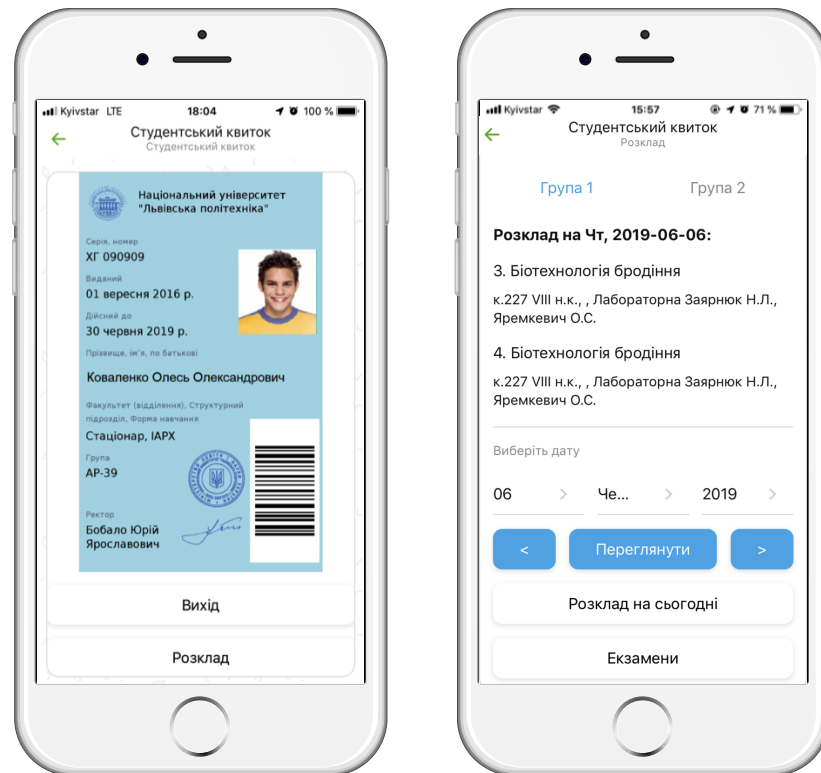 Kyivstar LTE 18:04 100 %
Студентський квиток
Студентський квиток
Національний університет
"Львівська політехніка"
Серія, номер
ХГ 090909
Виданий
01 вересня 2016 р.
Дійсний до
30 червня 2019 р.
Прізвище, ім'я, по батькові
Коваленко Олесь Олександрович
Факультет (відділення), Структурний
підрозділ, Форма навчання
Стаціонар, ІАРХ
Група
АР-39
Ректор
Бобало Юрій
Ярославович
Вихід
Розклад
Kyivstar 15:57 71 %
Студентський квиток
Розклад
Група 1 Група 2
Розклад на Чт, 2019-06-06:
3. Біотехнологія бродіння
к.227 VIII н.к., , Лабораторна Заярнюк Н.Л.,
Яремкевич О.С.
4. Біотехнологія бродіння
к.227 VIII н.к., , Лабораторна Заярнюк Н.Л.,
Яремкевич О.С.
Виберіть дату
06 > Че... > 2019 >
< Переглянути >
Розклад на сьогодні
Екзамени